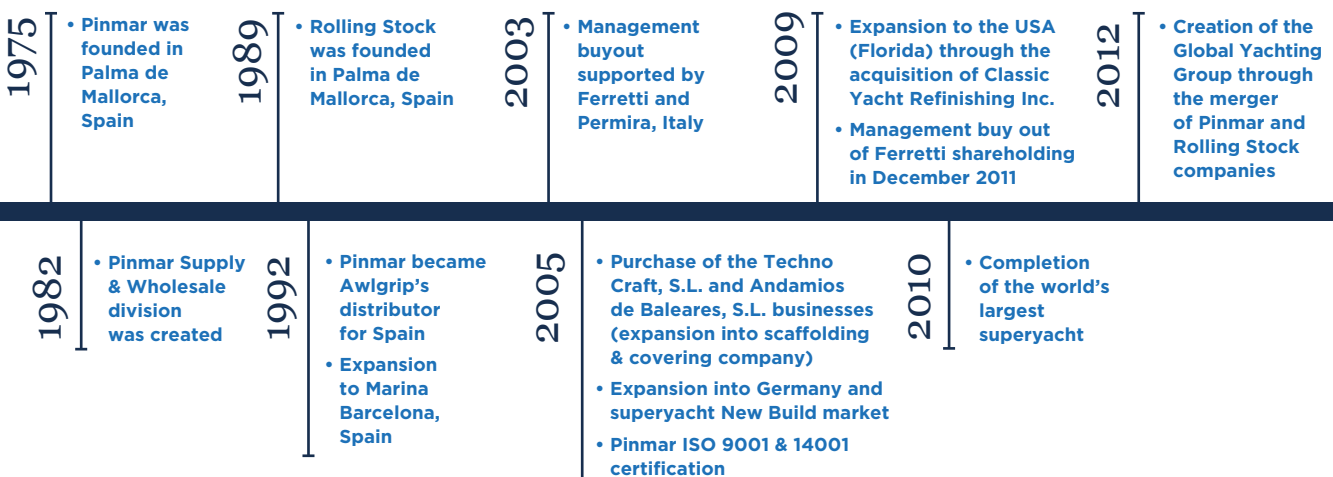 1975
• Pinmar was
founded in
Palma de
Mallorca,
Spain
1989
• Rolling Stock
was founded
in Palma de
Mallorca, Spain
2003
• Management
buyout
supported by
Ferretti and
Permira, Italy
2009
• Expansion to the USA
(Florida) through the
acquisition of Classic
Yacht Refinishing Inc.
• Management buy out
of Ferretti shareholding
in December 2011
2012
• Creation of the
Global Yachting
Group through
the merger
of Pinmar and
Rolling Stock
companies
1982
• Pinmar Supply
& Wholesale
division
was created
1992
• Pinmar became
Awlgrip’s
distributor
for Spain
• Expansion
to Marina
Barcelona,
Spain
2005
• Purchase of the Techno
Craft, S.L. and Andamios
de Baleares, S.L. businesses
(expansion into scaffolding
& covering company)
• Expansion into Germany and
superyacht New Build market
• Pinmar ISO 9001 & 14001
certification
2010
• Completion
of the world’s
largest
superyacht